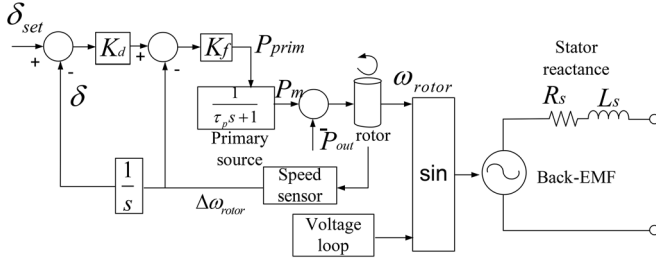 δset
+
-
Kd
+
-
Kf
Pprim
δ
1
τps+1
Primary
source
Pm
-
Pout
rotor
ωrotor
Stator
reactance
Rs
Ls
sin
Back-EMF
1
s
Δωrotor
Speed
sensor
Voltage
loop